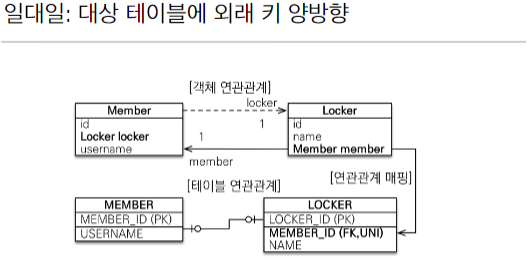 일대일: 대상 테이블에 외래 키 양방향
[객체 연관관계]
locker
Member
id
Locker locker
username
1
1
member
Locker
id
name
Member member
[연관관계 매핑]
[테이블 연관관계]
MEMBER
MEMBER_ID (PK)
USERNAME
LOCKER
LOCKER_ID (PK)
MEMBER_ID (FK,UNI)
NAME